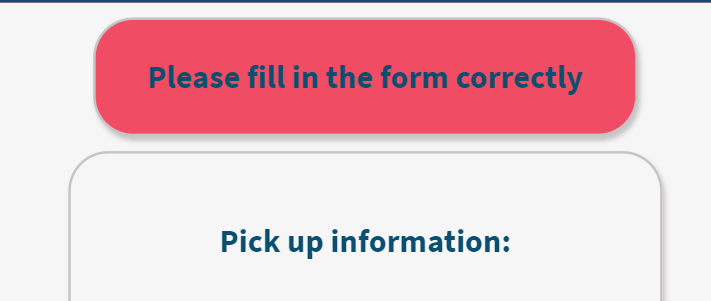 Please fill in the form correctly
Pick up information: